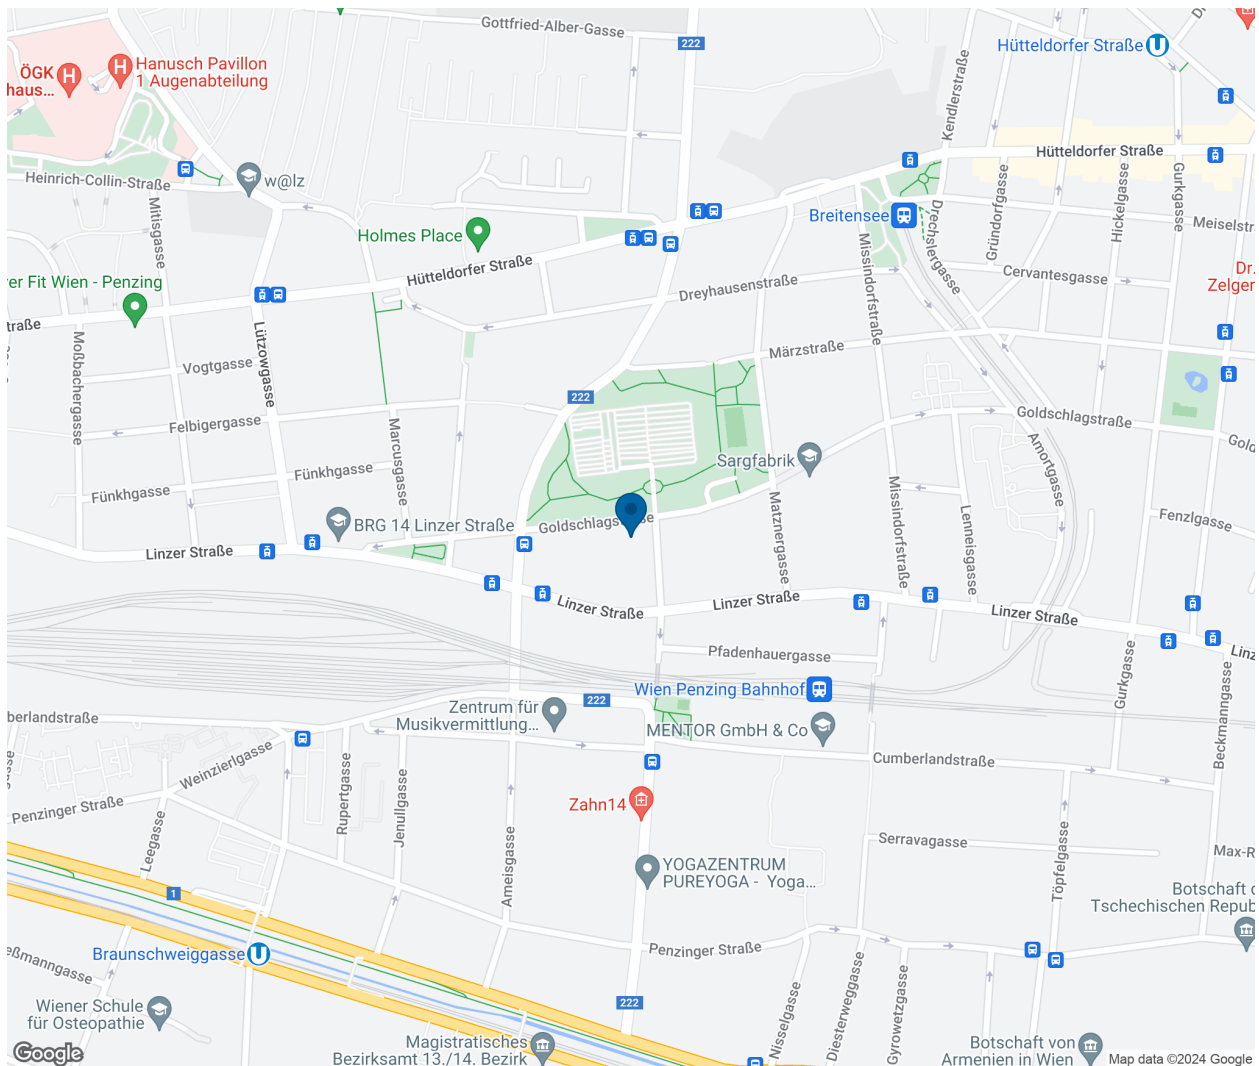 Gottfried-Alber-Gasse
222
Hütteldorfer Straße
U
ÖGK
haus...
H
H
Hanusch Pavillon
1 Augenabteilung
Kendlerstraße
Hütteldorfer Straße
Heinrich-Collin-Straße
w@lz
Mitisgasse
Holmes Place
Breitensee
Drechslergasse
Gründorfgasse
Hickelgasse
Gurkgasse
Meiselstr
Missindorfstraße
Hütteldorfer Straße
Cervantesgasse
Dr.
Zelger
rer Fit Wien - Penzing
Dreyhausenstraße
traße
Moßbachergasse
Lützowgasse
Vogtgasse
Märzstraße
222
Felbigergasse
Marcusgasse
Goldschlagstraße
Gold
Amortgasse
Fünkhgasse
Sargfabrik
Fünkhgasse
Matznergasse
Missindorfstraße
Lenneisgasse
Fenzlgasse
BRG 14 Linzer Straße
Goldschlagstraße
Linzer Straße
Linzer Straße
Linzer Straße
Linzer Straße
Linz
Pfadenhauergasse
Gurkgasse
Beckmanngasse
Wien Penzing Bahnhof
222
Zentrum für
Musikvermittlung...
MENTOR GmbH & Co
berlandstraße
Weinzierlgasse
Cumberlandstraße
Rupertgasse
Jenullgasse
Penzinger Straße
Zahn14
Leegasse
Ameisgasse
Serravagasse
Töpfelgasse
Max-R
YOGAZENTRUM
PUREYOGA - Yoga...
1
Botschaft d
Tschechischen Repub
Braunschweiggasse
U
Penzinger Straße
eßmanngasse
222
Wiener Schule
für Osteopathie
Nisselgasse
Diesterweggasse
Gyrowetzgasse
Magistratisches
Bezirksamt 13./14. Bezirk
Botschaft von
Armenien in Wien
Google
Map data ©2024 Google